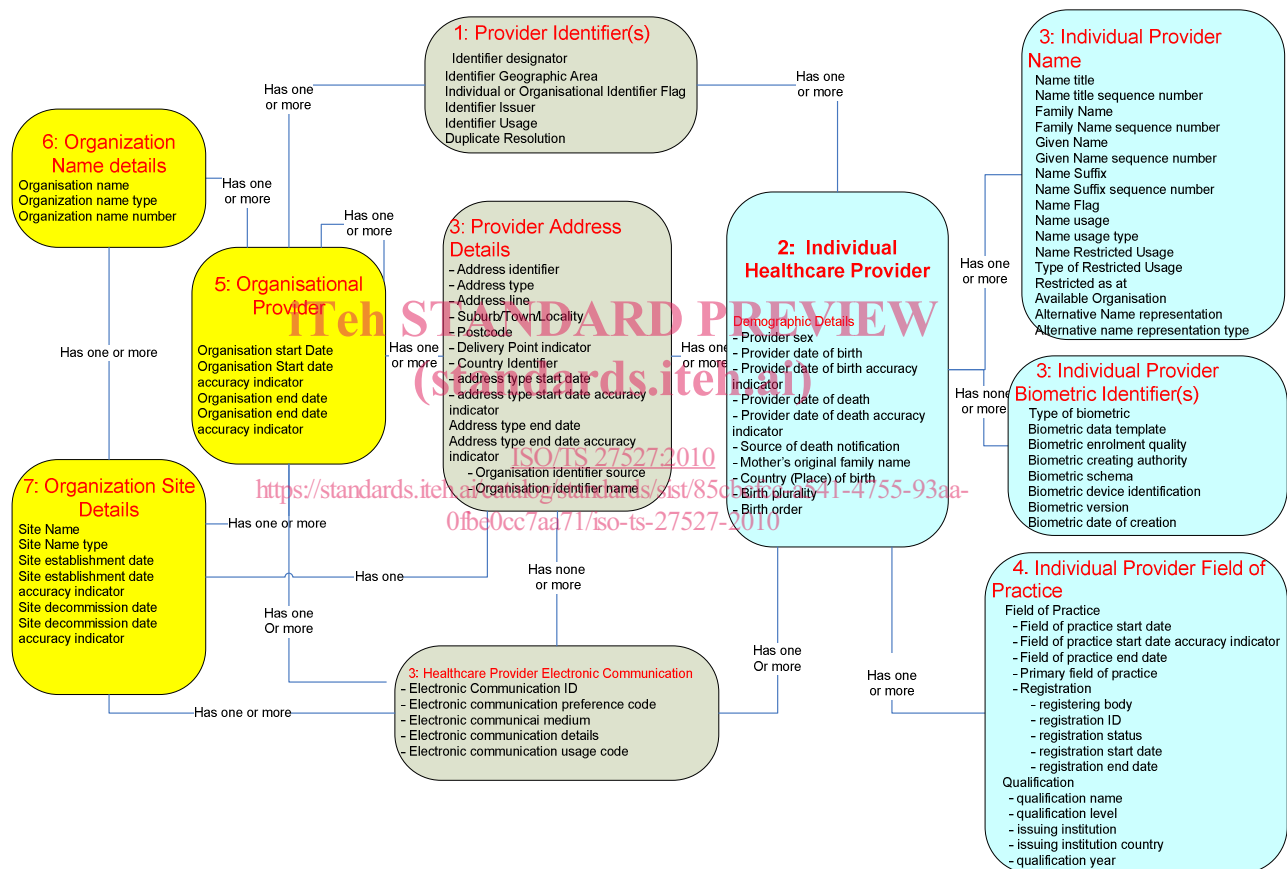 1: Provider Identifier(s)
Identifier designator
Identifier Geographic Area
Individual or Organisational Identifier Flag
Identifier Issuer
Identifier Usage
Duplicate Resolution
Has one
or more
Has one
or more
6: Organization
Name details
Organisation name
Organization name type
Organization name number
Has one
or more
Has one
or more
Has one or more
5: Organisational
Provider
Organisation start Date
Organisation Start date
accuracy indicator
Organisation end date
Organisation end date
accuracy indicator
Has one
or more
3: Provider Address
Details
- Address identifier
- Address type
- Address line
- Suburb/Town/Locality
- Postcode
- Delivery Point indicator
- Country Identifier
- address type start date
- address type start date accuracy
indicator
Address type end date
Address type end date accuracy
indicator
- Organisation identifier source
- Organisation identifier name
Has one
or more
2: Individual
Healthcare Provider
Demographic Details
- Provider sex
- Provider date of birth
- Provider date of birth accuracy
indicator
- Provider date of death
- Provider date of death accuracy
indicator
- Source of death notification
- Mother's original family name
- Country (Place) of birth
- Birth plurality
- Birth order
Has one
or more
3: Individual Provider
Name
Name title
Name title sequence number
Family Name
Family Name sequence number
Given Name
Given Name sequence number
Name Suffix
Name Suffix sequence number
Name Flag
Name usage
Name usage type
Name Restricted Usage
Type of Restricted Usage
Restricted as at
Available Organisation
Alternative Name representation
Alternative name representation type
Has none
or more
3: Individual Provider
Biometric Identifier(s)
Type of biometric
Biometric data template
Biometric enrolment quality
Biometric creating authority
Biometric schema
Biometric device identification
Biometric version
Biometric date of creation
7: Organization Site
Details
Site Name
Site Name type
Site establishment date
Site establishment date
accuracy indicator
Site decommission date
Site decommission date
accuracy indicator
Has one or more
Has one
Has one
Or more
Has none
or more
Has one or more
3: Healthcare Provider Electronic Communication
- Electronic Communication ID
- Electronic communication preference code
- Electronic communicai medium
- Electronic communication details
- Electronic communication usage code
Has one
Or more
Has one
or more
4. Individual Provider Field of
Practice
Field of Practice
- Field of practice start date
- Field of practice start date accuracy indicator
- Field of practice end date
- Primary field of practice
- Registration
- registering body
- registration ID
- registration status
- registration start date
- registration end date
Qualification
- qualification name
- qualification level
- issuing institution
- issuing institution country
- qualification year
iTeh STANDARD PREVIEW
(standards.iteh.ai)
ISO/TS 27527:2010
https://standards.iteh.ai/catalog/standards/sist/
0fbe0cc7aa71/iso-ts-27527-2010